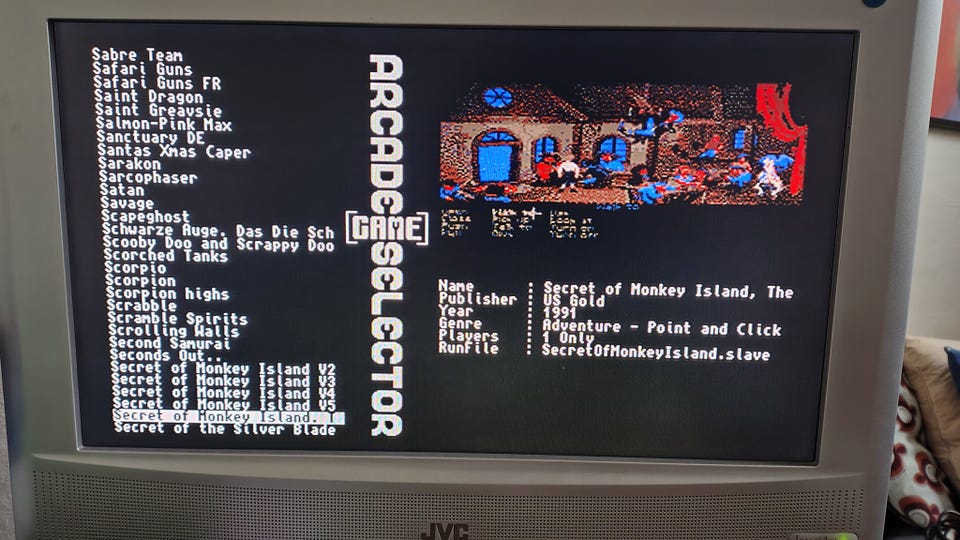 Sabre Team
Safari Guns
Safari Guns FR
Saint Dragon
Saint Greavsie
Salmon-Pink Max
Sanctuary DE
Santas Xmas Caper
Sarakon
Sarcophaser
Satan
Savage
Scapeghost
Schwarze Auge. Das Die Sch
Scooby Doo and Scrappy Doo
Scorched Tanks
Scorpio
Scorpion
Scorpion highs
Scrabble
Scramble Spirits
Scrolling Walls
Second Samurai
Seconds Out..
Secret of Monkey Island V2
Secret of Monkey Island V3
Secret of Monkey Island V4
Secret of Monkey Island V5
Secret of Monkey Island. T
Secret of the Silver Blade
ARCADE
[GAME]
SELECTOR
Name : Secret of Monkey Island, The
Publisher : US Gold
Year : 1991
Genre : Adventure - Point and Click
Players : 1 Only
RunFile : SecretOfMonkeyIsland.slave
JVC